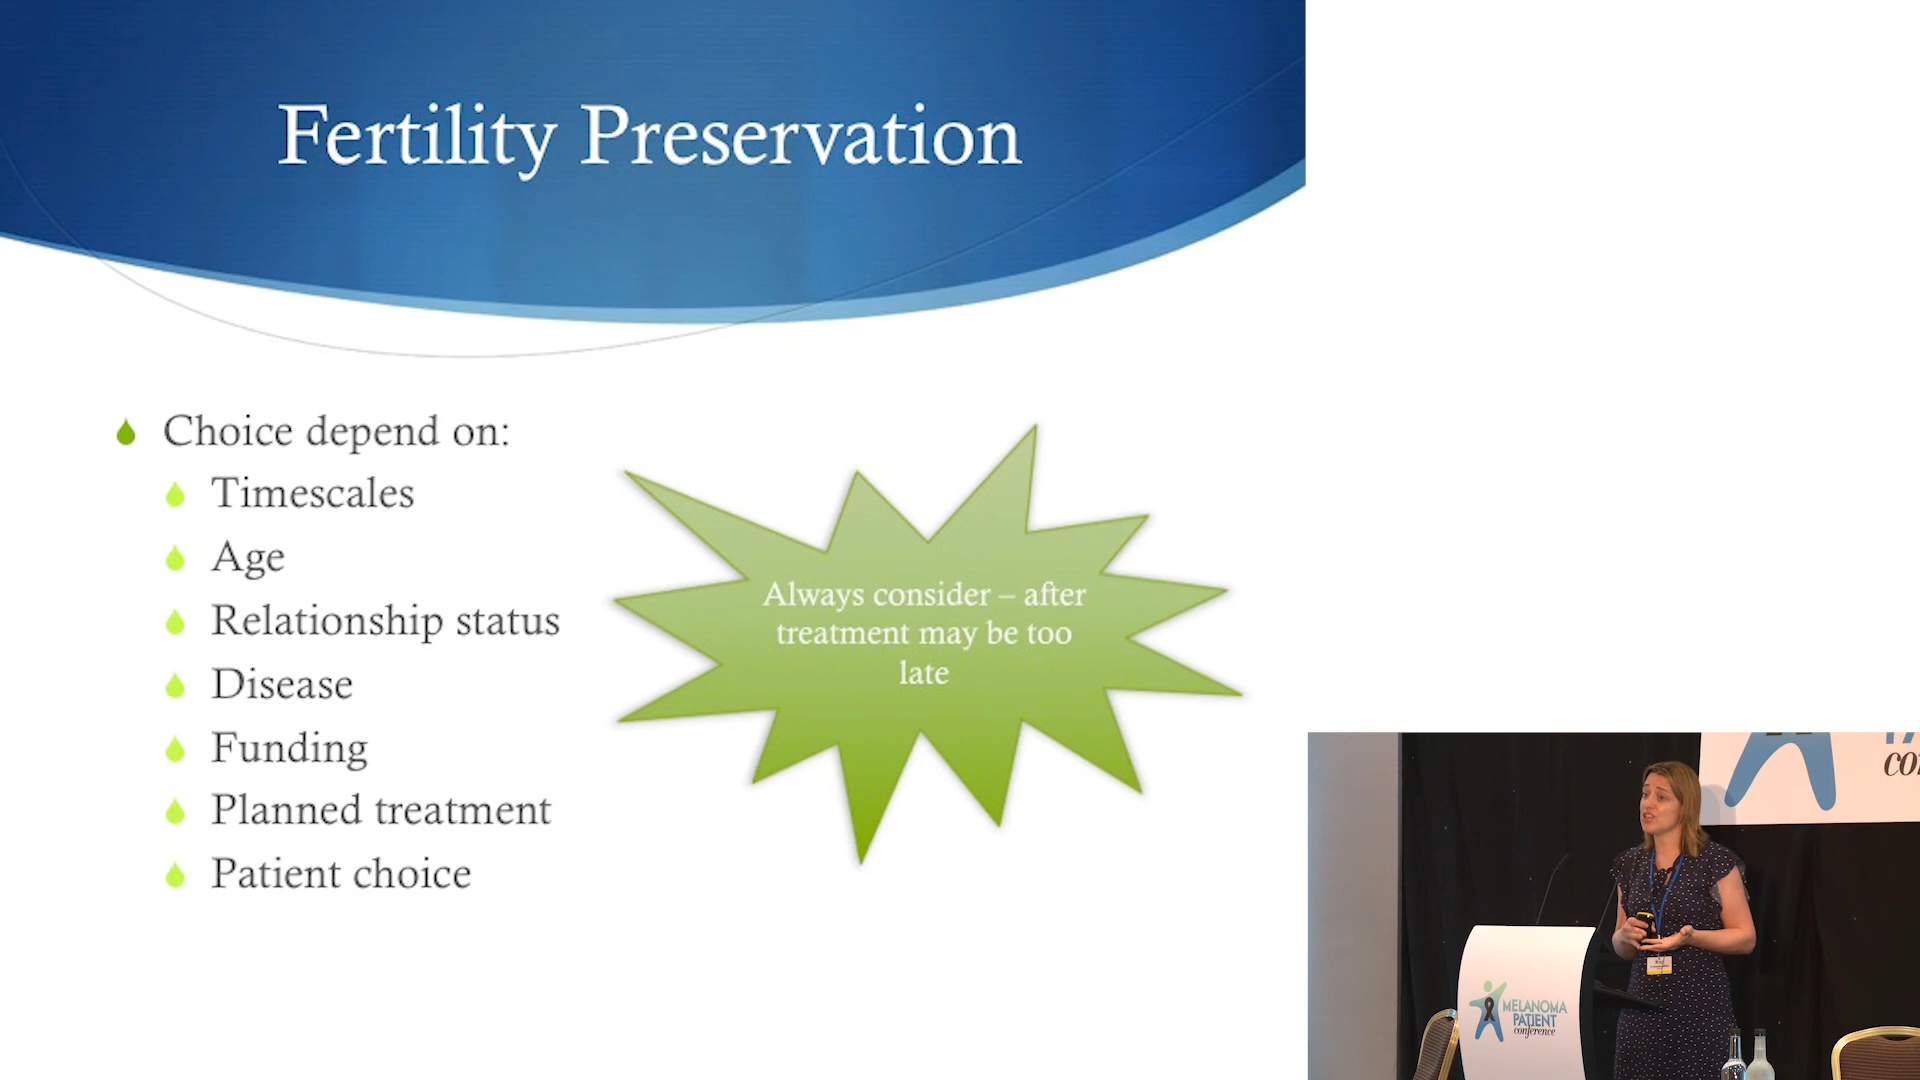 Fertility Preservation
Choice depend on:
Timescales
Age
Relationship status
Disease
Funding
Planned treatment
Patient choice
Always consider – after
treatment may be too
late
MELANOMA
PATIENT
conference